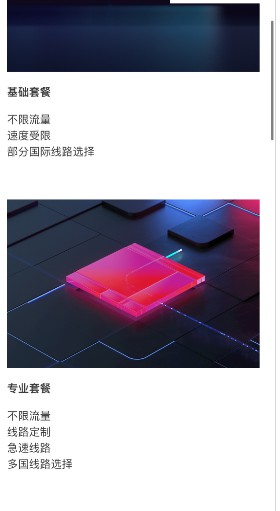 基础套餐
不限流量
速度受限
部分国际线路选择
专业套餐
不限流量
线路定制
急速线路
多国线路选择